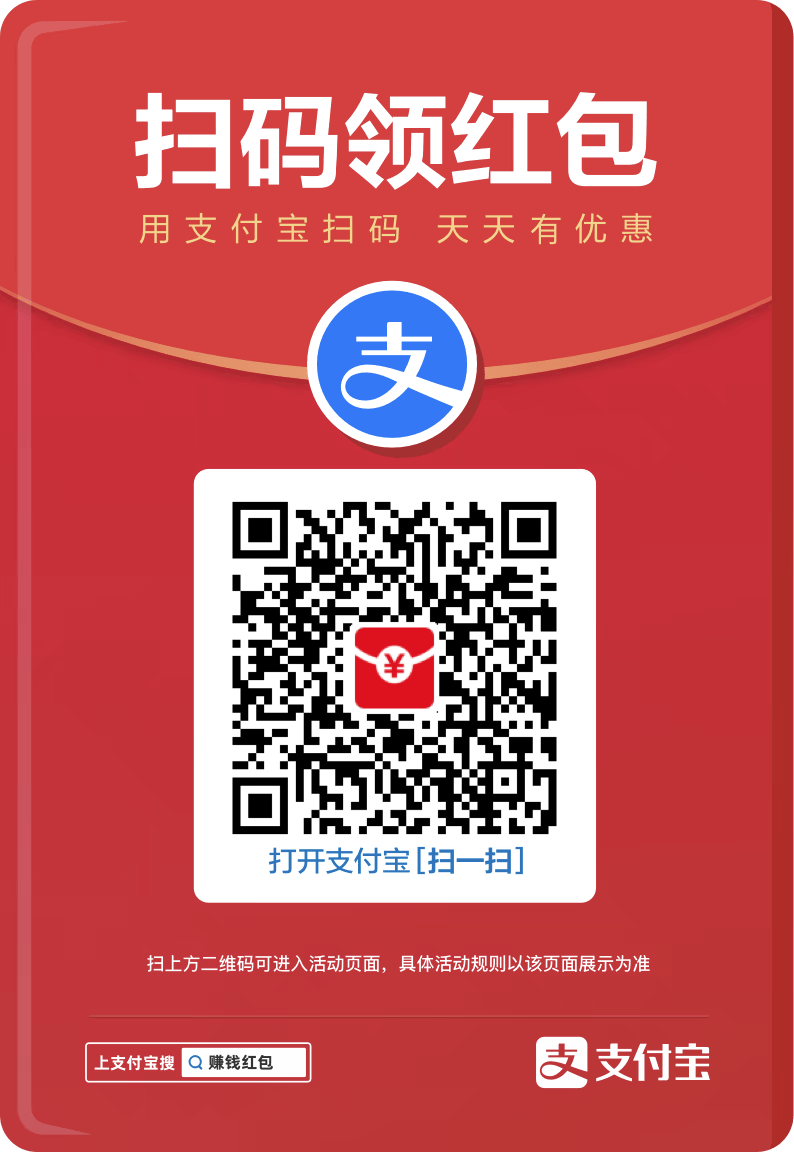 扫码领红包
用支付宝扫码 天天有优惠
支
¥
打开支付宝[扫一扫]
扫上方二维码可进入活动页面，具体活动规则以该页面展示为准
上支付宝搜 赚钱红包
支 支付宝